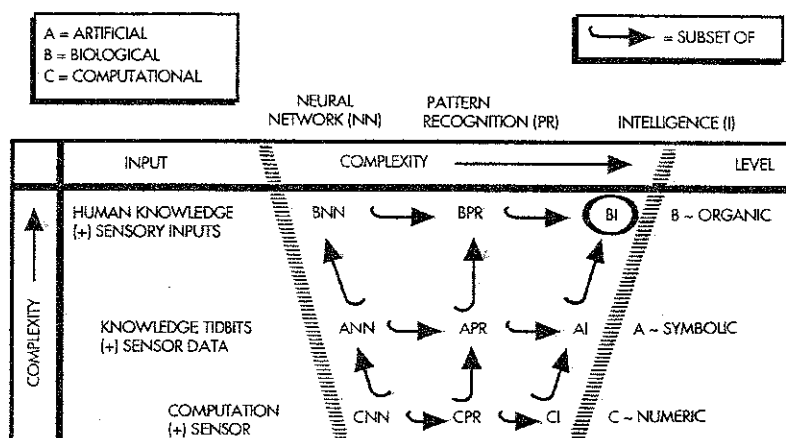 A = ARTIFICIAL
B = BIOLOGICAL
C = COMPUTATIONAL
= SUBSET OF
NEURAL
NETWORK (NN)
PATTERN
RECOGNITION (PR)
INTELLIGENCE (I)
INPUT
COMPLEXITY
LEVEL
COMPLEXITY
HUMAN KNOWLEDGE
(+) SENSORY INPUTS
BNN
BPR
BI
B ~ ORGANIC
KNOWLEDGE TIDBITS
(+) SENSOR DATA
ANN
APR
AI
A ~ SYMBOLIC
COMPUTATION
(+) SENSOR
CNN
CPR
CI
C ~ NUMERIC